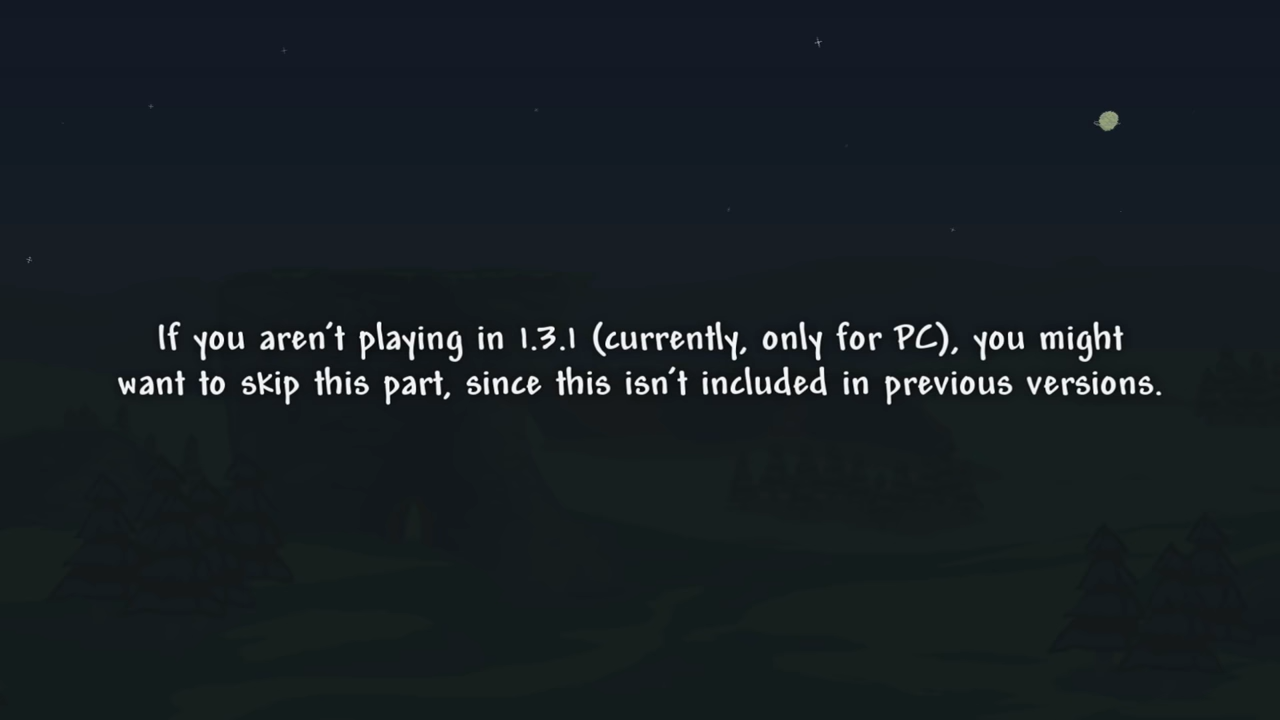 If you aren't playing in 1.3.1 (currently, only for PC), you might
want to skip this part, since this isn't included in previous versions.